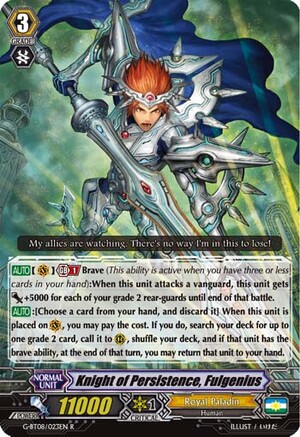 3
GRADE
My allies are watching. There's no way I'm in this to lose!
AUTO 1 Brave (This ability is active when you have three or less
cards in your hand):When this unit attacks a vanguard, this unit gets
+5000 for each of your grade 2 rear-guards until end of that battle.
AUTO :[Choose a card from your hand, and discard it] When this unit is
placed on , you may pay the cost. If you do, search your deck for up to
one grade 2 card, call it to , shuffle your deck, and if that unit has the
brave ability, at the end of that turn, you may return that unit to your hand.
NORMAL UNIT
Knight of Persistence, Fulgenius
POWER 11000
1 CRITICAL
Royal Paladin
Human
G-BT08/023EN R
ILLUST